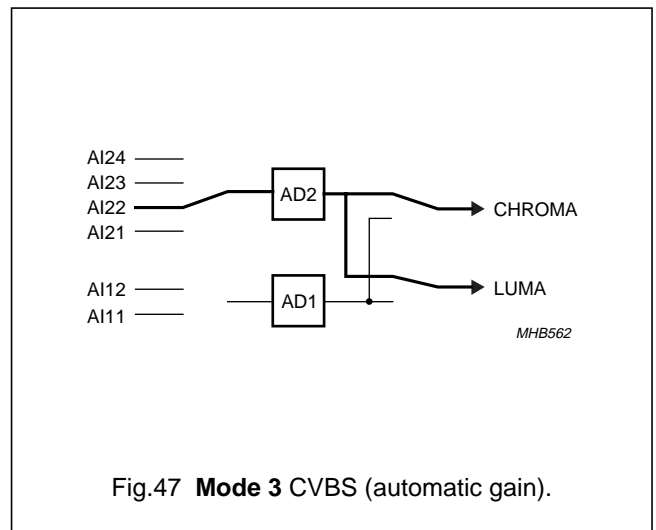 AI24
AI23
AI22
AI21
AD2
CHROMA
AI12
AI11
AD1
LUMA
MHB562
Fig.47 Mode 3 CVBS (automatic gain).